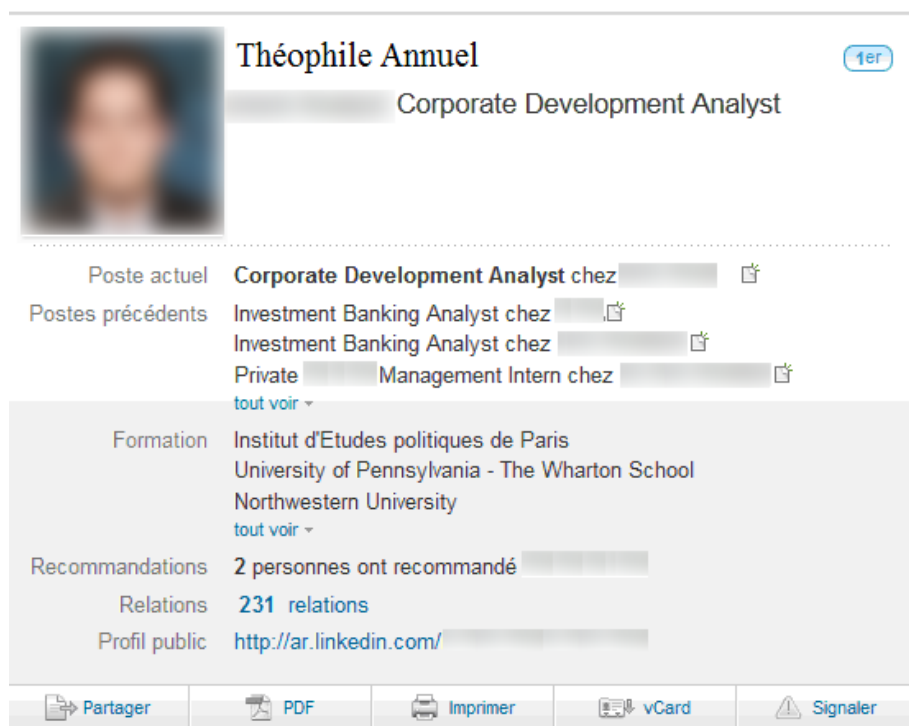 Théophile Annuel
1er
Corporate Development Analyst
Poste actuel Corporate Development Analyst chez
Postes précédents Investment Banking Analyst chez
Investment Banking Analyst chez
Private Management Intern chez
tout voir
Formation Institut d'Etudes politiques de Paris
University of Pennsylvania - The Wharton School
Northwestern University
tout voir
Recommandations 2 personnes ont recommandé
Relations 231 relations
Profil public http://ar.linkedin.com/
Partager PDF Imprimer vCard Signaler